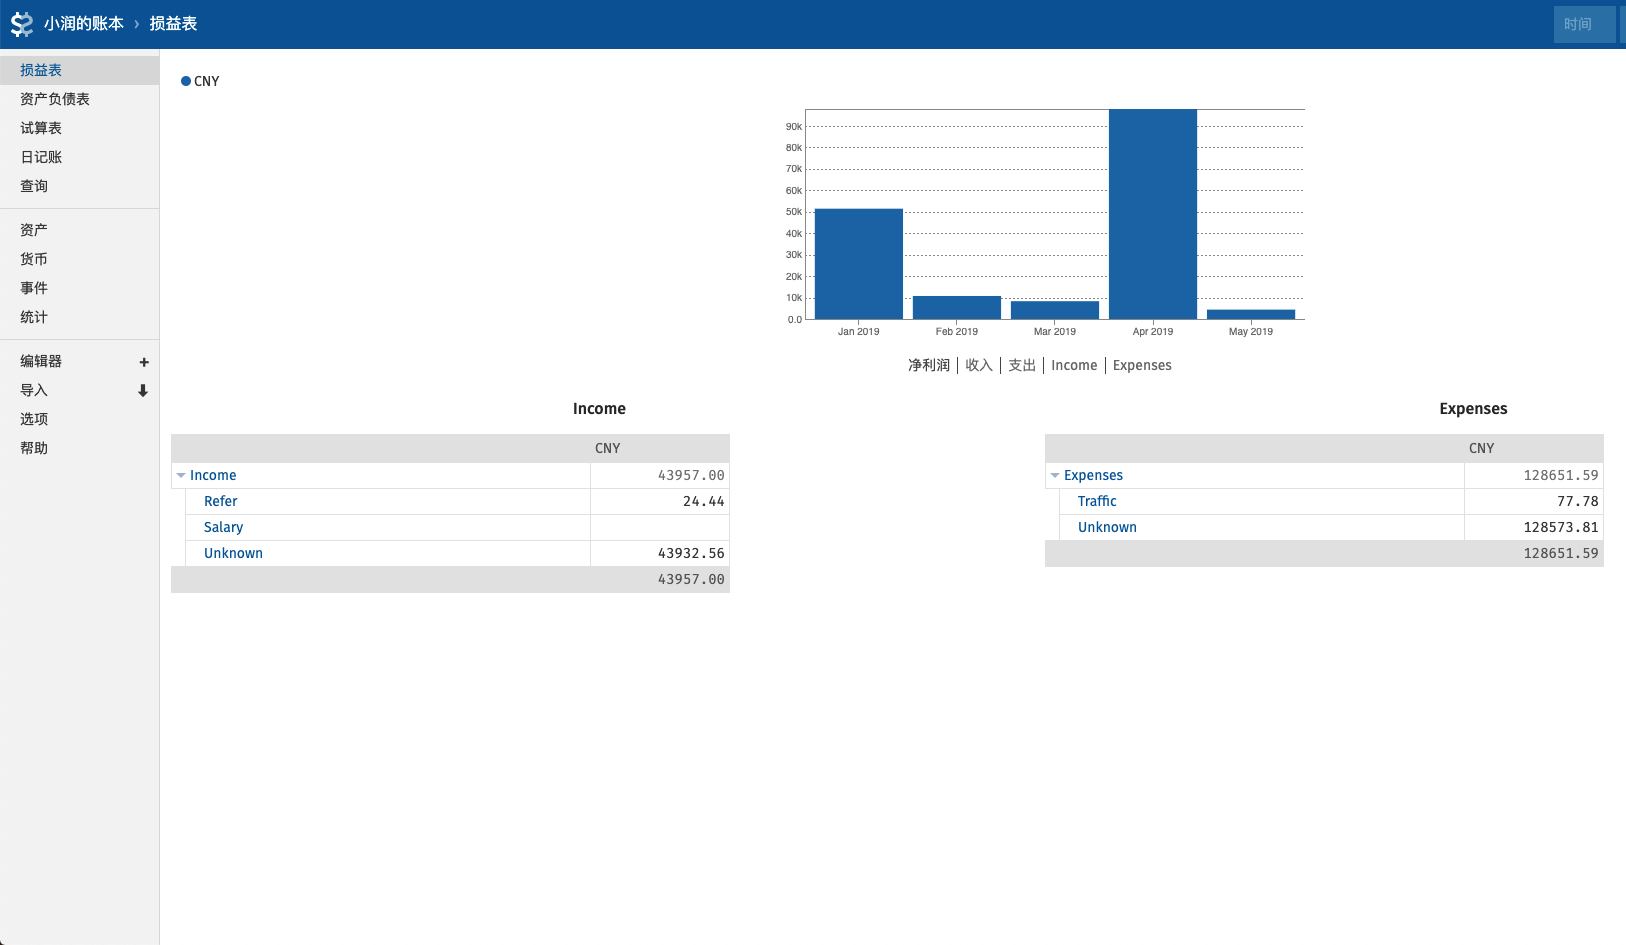 小润的账本 › 损益表
时间
损益表
资产负债表
试算表
日记账
查询
资产
货币
事件
统计
编辑器 +
导入
选项
帮助
CNY
90k
80k
70k
60k
50k
40k
30k
20k
10k
0.0
Jan 2019 Feb 2019 Mar 2019 Apr 2019 May 2019
净利润 | 收入 | 支出 | Income | Expenses
Income
CNY
Income 43957.00
Refer 24.44
Salary
Unknown 43932.56
43957.00
Expenses
CNY
Expenses 128651.59
Traffic 77.78
Unknown 128573.81
128651.59